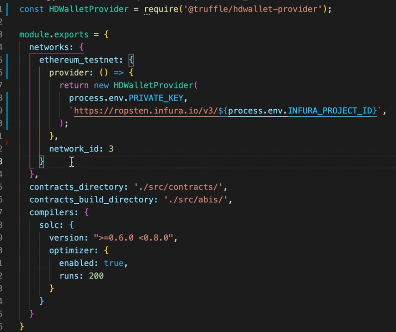 const HDWalletProvider = require('@truffle/hdwallet-provider');
module.exports = {
networks: {
ethereum_testnet: {
provider: () => {
return new HDWalletProvider(
process.env.PRIVATE_KEY,
`https://ropsten.infura.io/v3/${process.env.INFURA_PROJECT_ID}`,
);
},
network_id: 3
}
},
contracts_directory: './src/contracts/',
contracts_build_directory: './src/abis/',
compilers: {
solc: {
version: ">=0.6.0 <0.8.0",
optimizer: {
enabled: true,
runs: 200
}
}
}
}